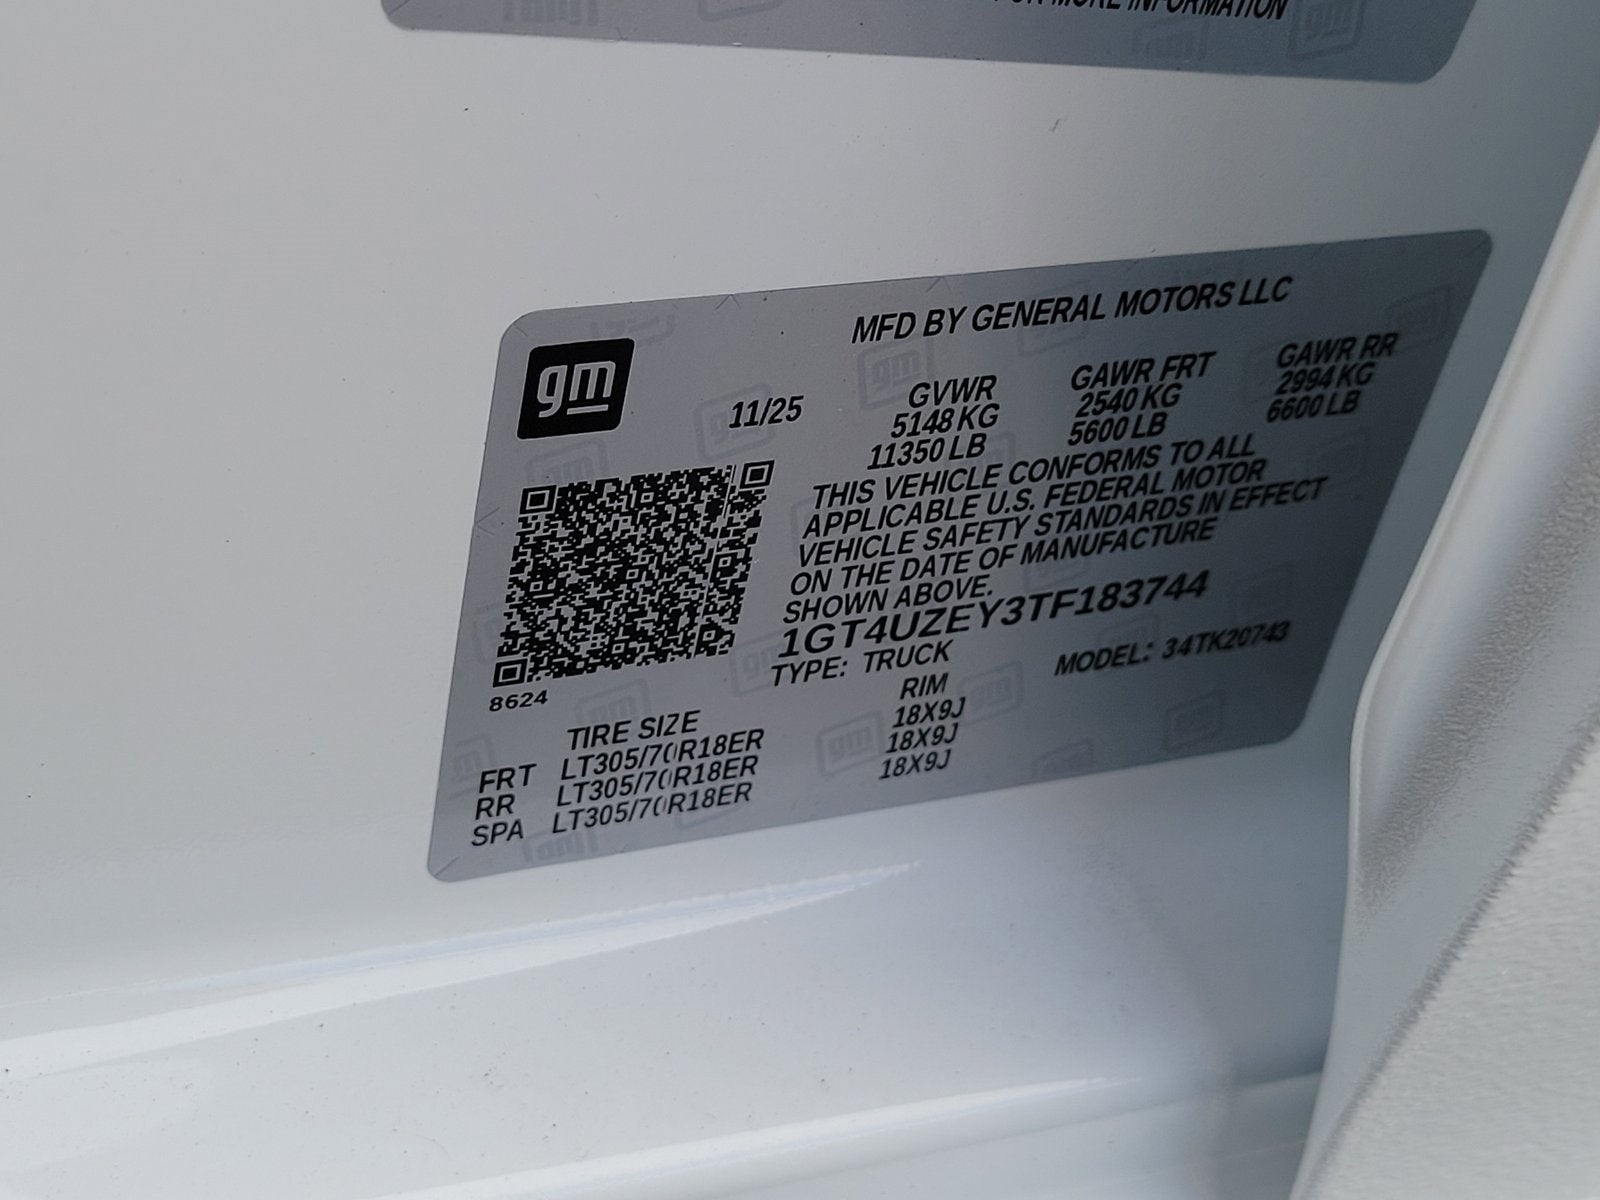 FOR MORE INFORMATION
MFD BY GENERAL MOTORS LLC
gm
11/25
GVWR GAWR FRT GAWR RR
5148 KG 2540 KG 2994 KG
11350 LB 5600 LB 6600 LB
THIS VEHICLE CONFORMS TO ALL
APPLICABLE U.S. FEDERAL MOTOR
VEHICLE SAFETY STANDARDS IN EFFECT
ON THE DATE OF MANUFACTURE
SHOWN ABOVE.
1GT4UZEY3TF183744
TYPE: TRUCK MODEL: 34TK20743
8624
TIRE SIZE RIM
FRT LT305/70R18ER 18X9J
RR LT305/70R18ER 18X9J
SPA LT305/70R18ER 18X9J